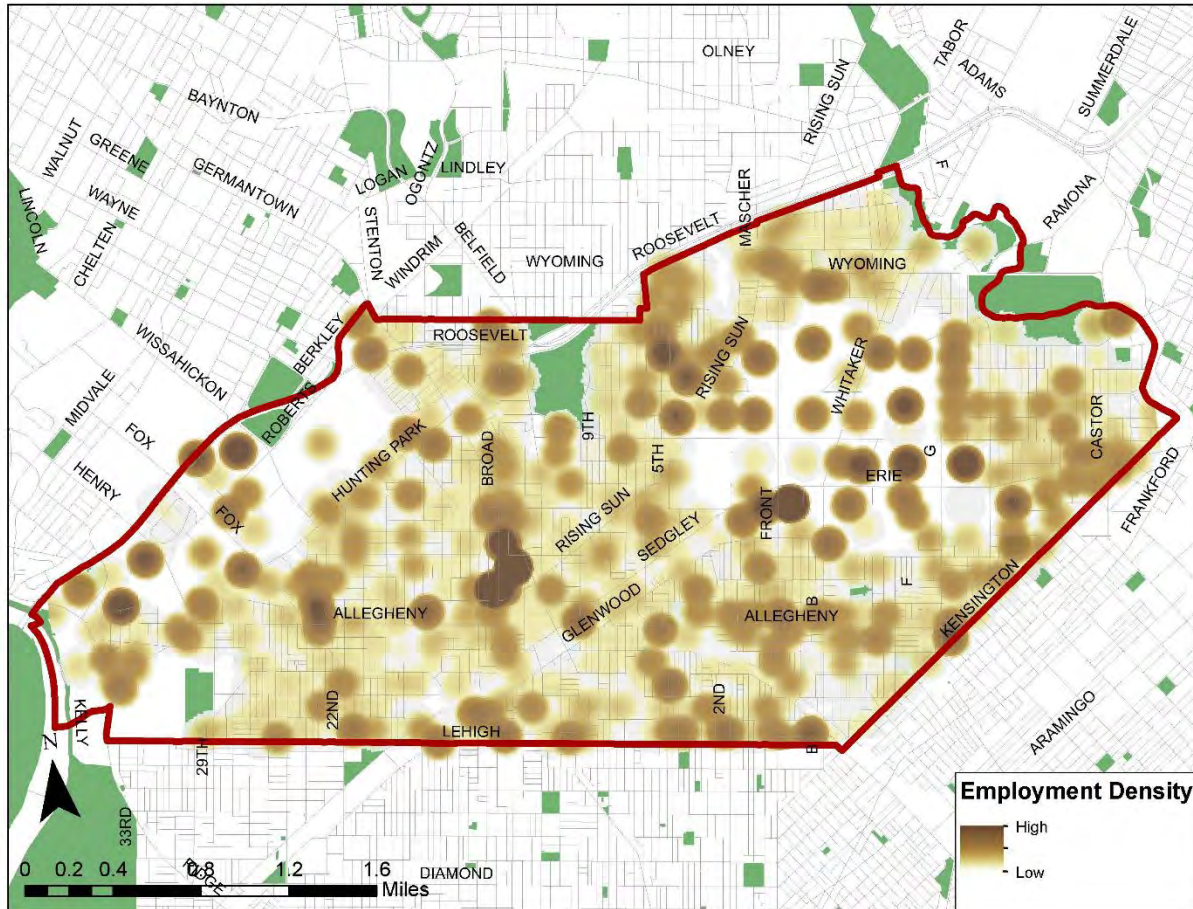 OLNEY
TABOR
ADAMS
SUMMERDALE
RISING SUN
BAYNTON
WALNUT
GREENE
GERMANTOWN
LOGAN
OGONTZ
LINDLEY
F
LINCOLN
WAYNE
CHELTEN
STENTON
WINDRIM
BELFIELD
WYOMING
ROOSEVELT
MASCHER
RAMONA
WYOMING
WISSAHICKON
BERKLEY
ROOSEVELT
RISING SUN
WHITAKER
MIDVALE
ROBERTS
FOX
HUNTING PARK
BROAD
9TH
5TH
G
CASTOR
HENRY
ERIE
FOX
RISING SUN
SEDGLEY
FRONT
FRANKFORD
GLENWOOD
ALLEGHENY
B
ALLEGHENY
F
KENSINGTON
KELLY
22ND
2ND
LEHIGH
29TH
B
ARAMINGO
N
33RD
RIDGE
DIAMOND
0 0.2 0.4 0.8 1.2 1.6
Miles
Employment Density
High
Low